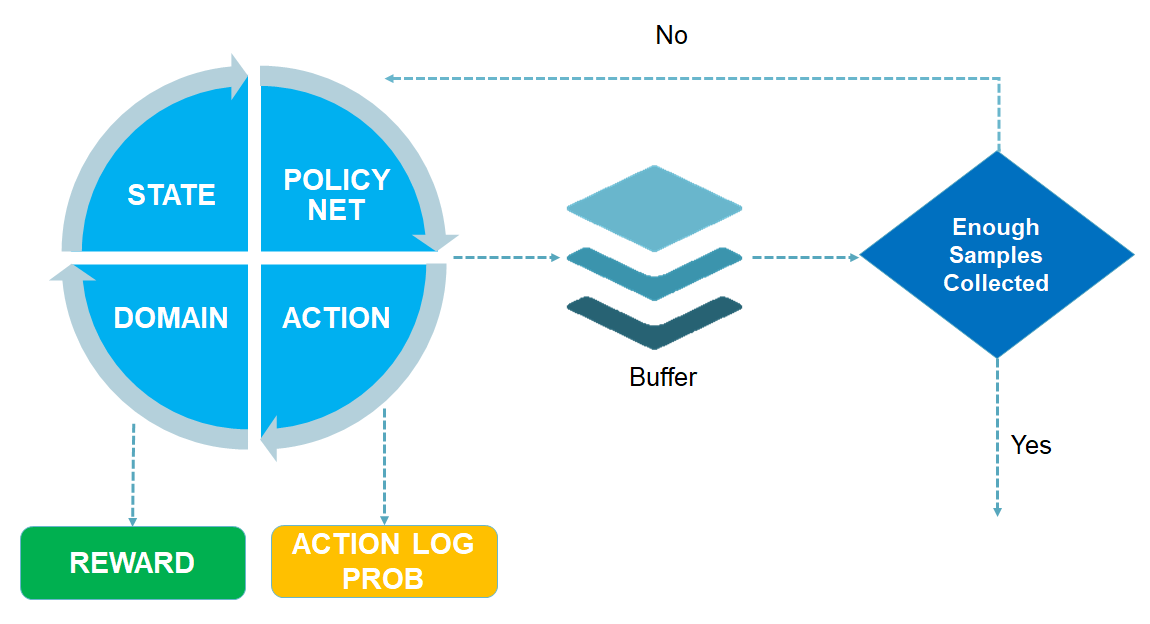 No
STATE
POLICY
NET
DOMAIN
ACTION
Buffer
Enough
Samples
Collected
Yes
REWARD
ACTION LOG
PROB